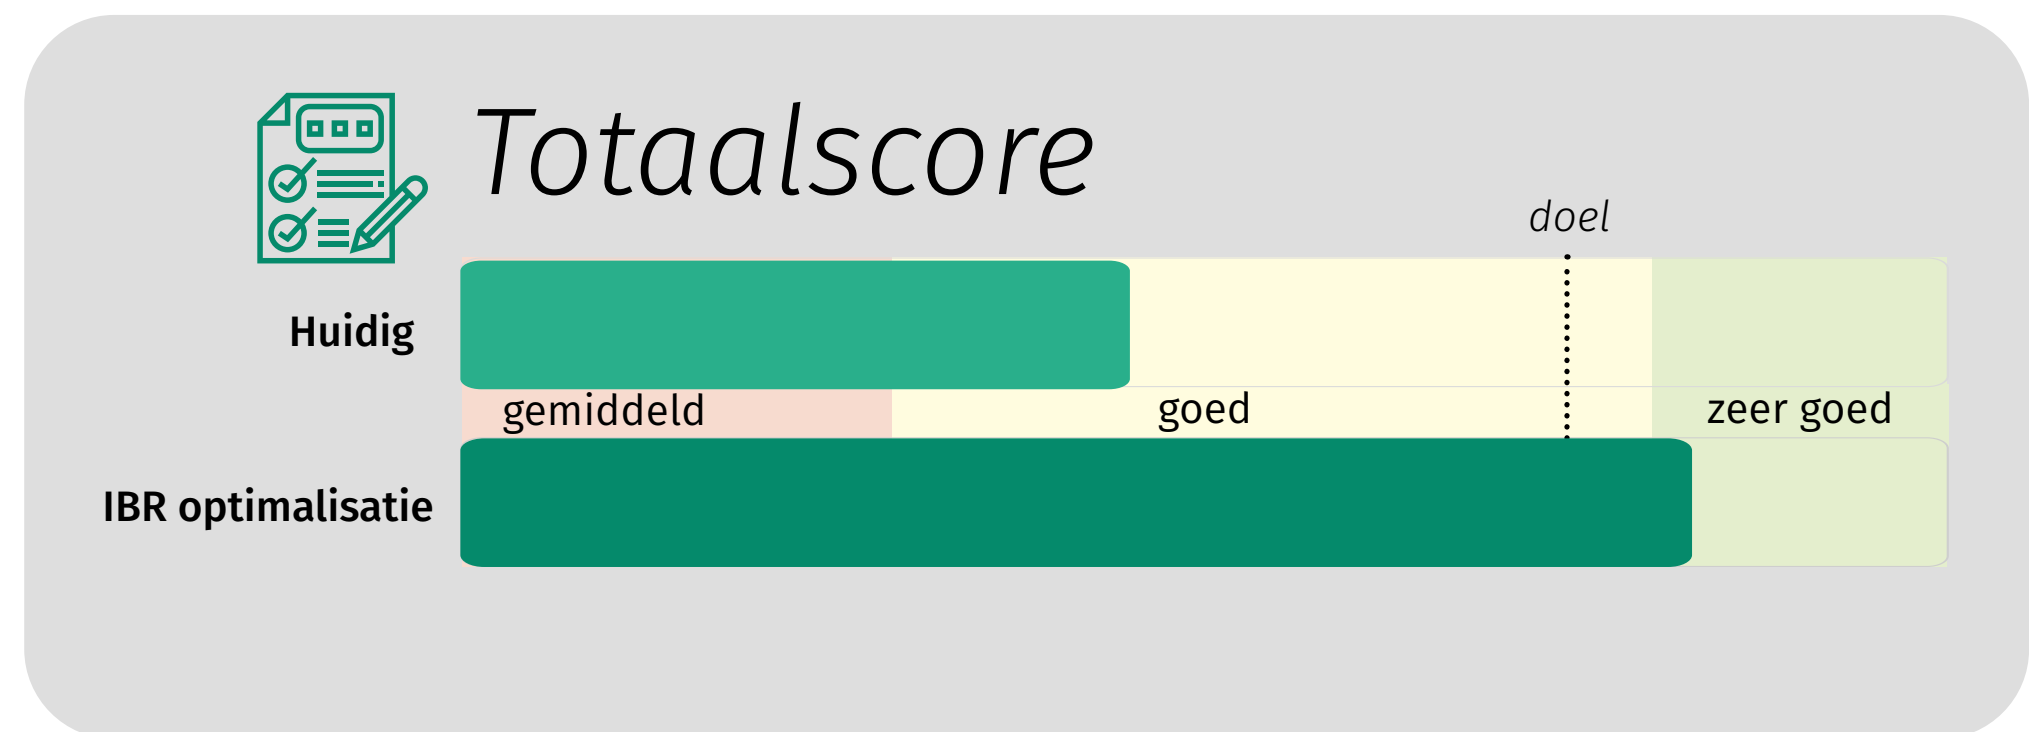 Totaalscore
doel
Huidig
gemiddeld goed zeer goed
IBR optimalisatie